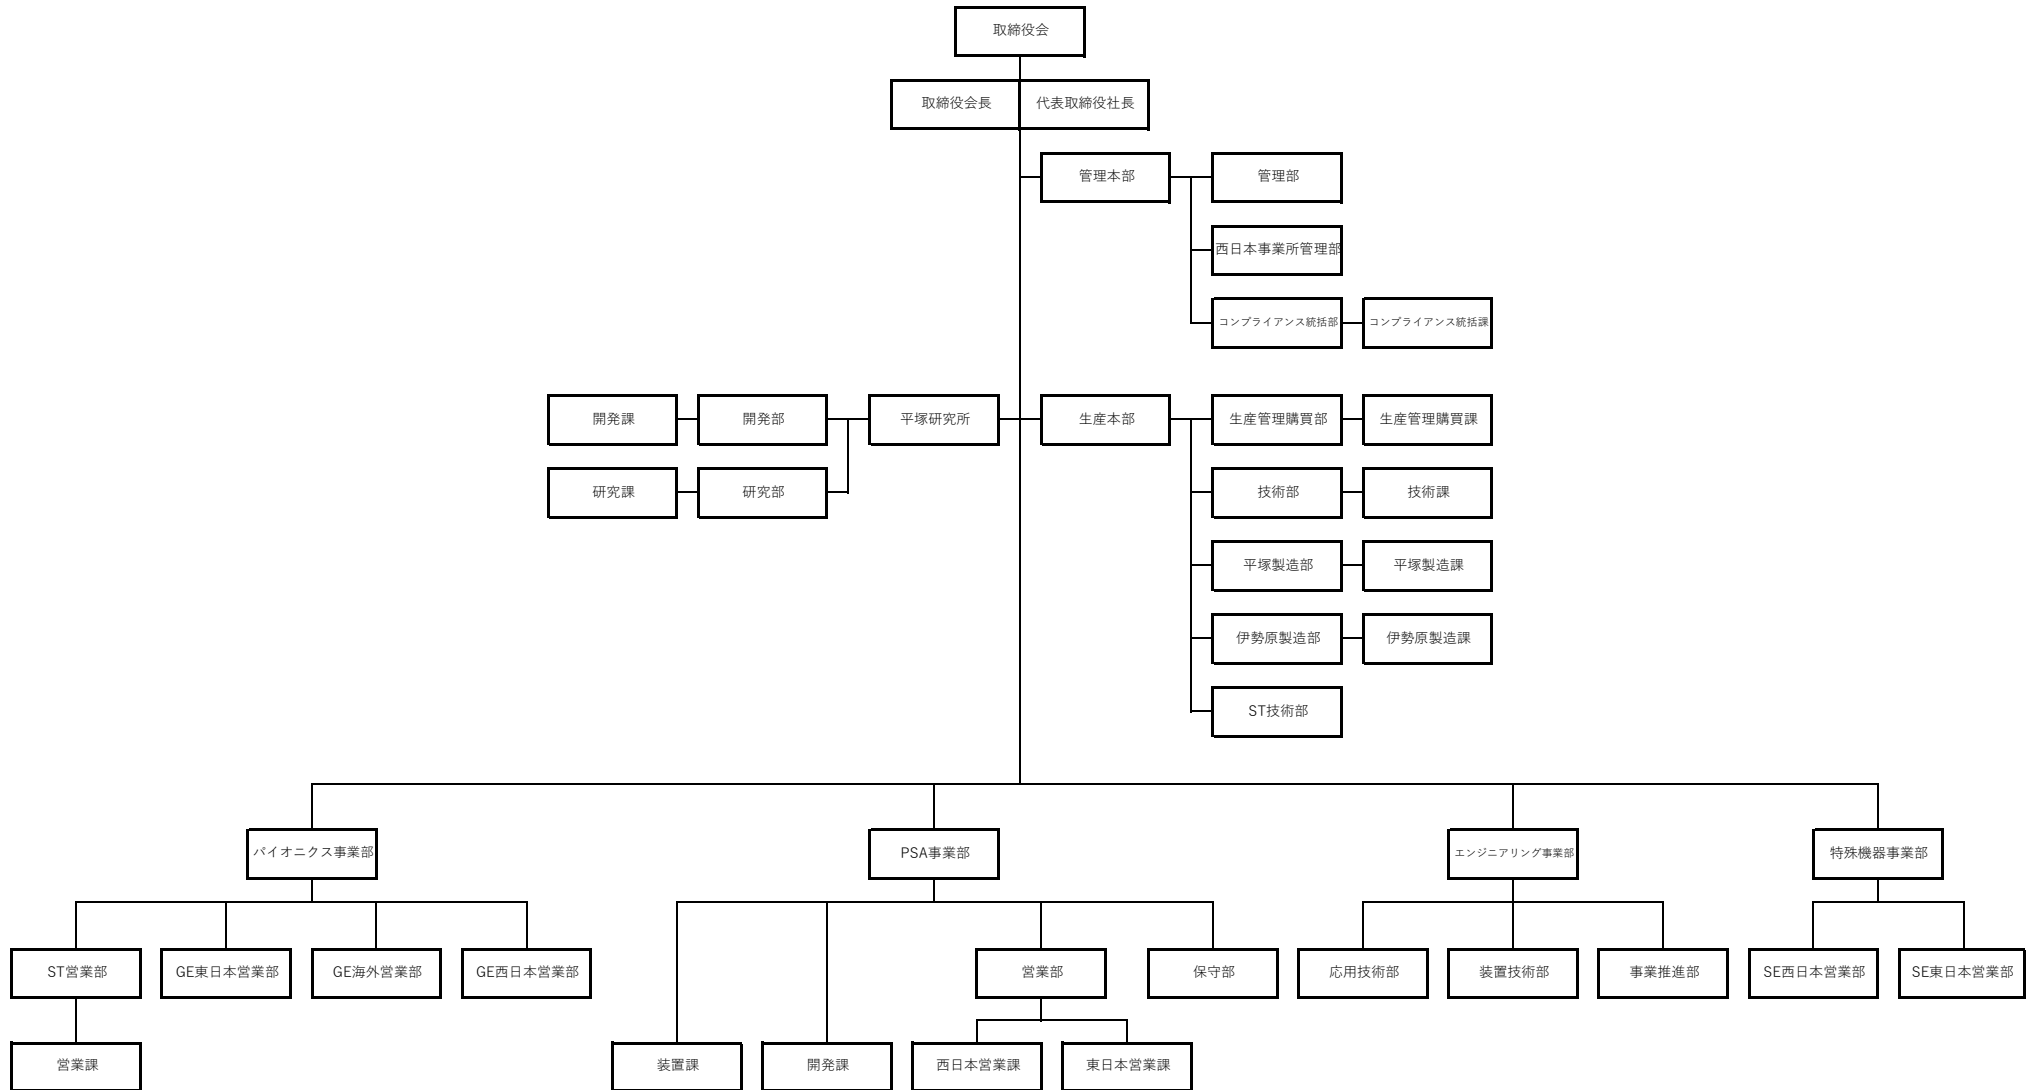 取締役会
取締役会長
代表取締役社長
管理本部
管理部
西日本事業所管理部
コンプライアンス統括部
コンプライアンス統括課
開発課
開発部
平塚研究所
生産本部
生産管理購買部
生産管理購買課
研究課
研究部
技術部
技術課
平塚製造部
平塚製造課
伊勢原製造部
伊勢原製造課
ST技術部
パイオニクス事業部
PSA事業部
エンジニアリング事業部
特殊機器事業部
ST営業部
GE東日本営業部
GE海外営業部
GE西日本営業部
営業部
保守部
応用技術部
装置技術部
事業推進部
SE西日本営業部
SE東日本営業部
営業課
装置課
開発課
西日本営業課
東日本営業課